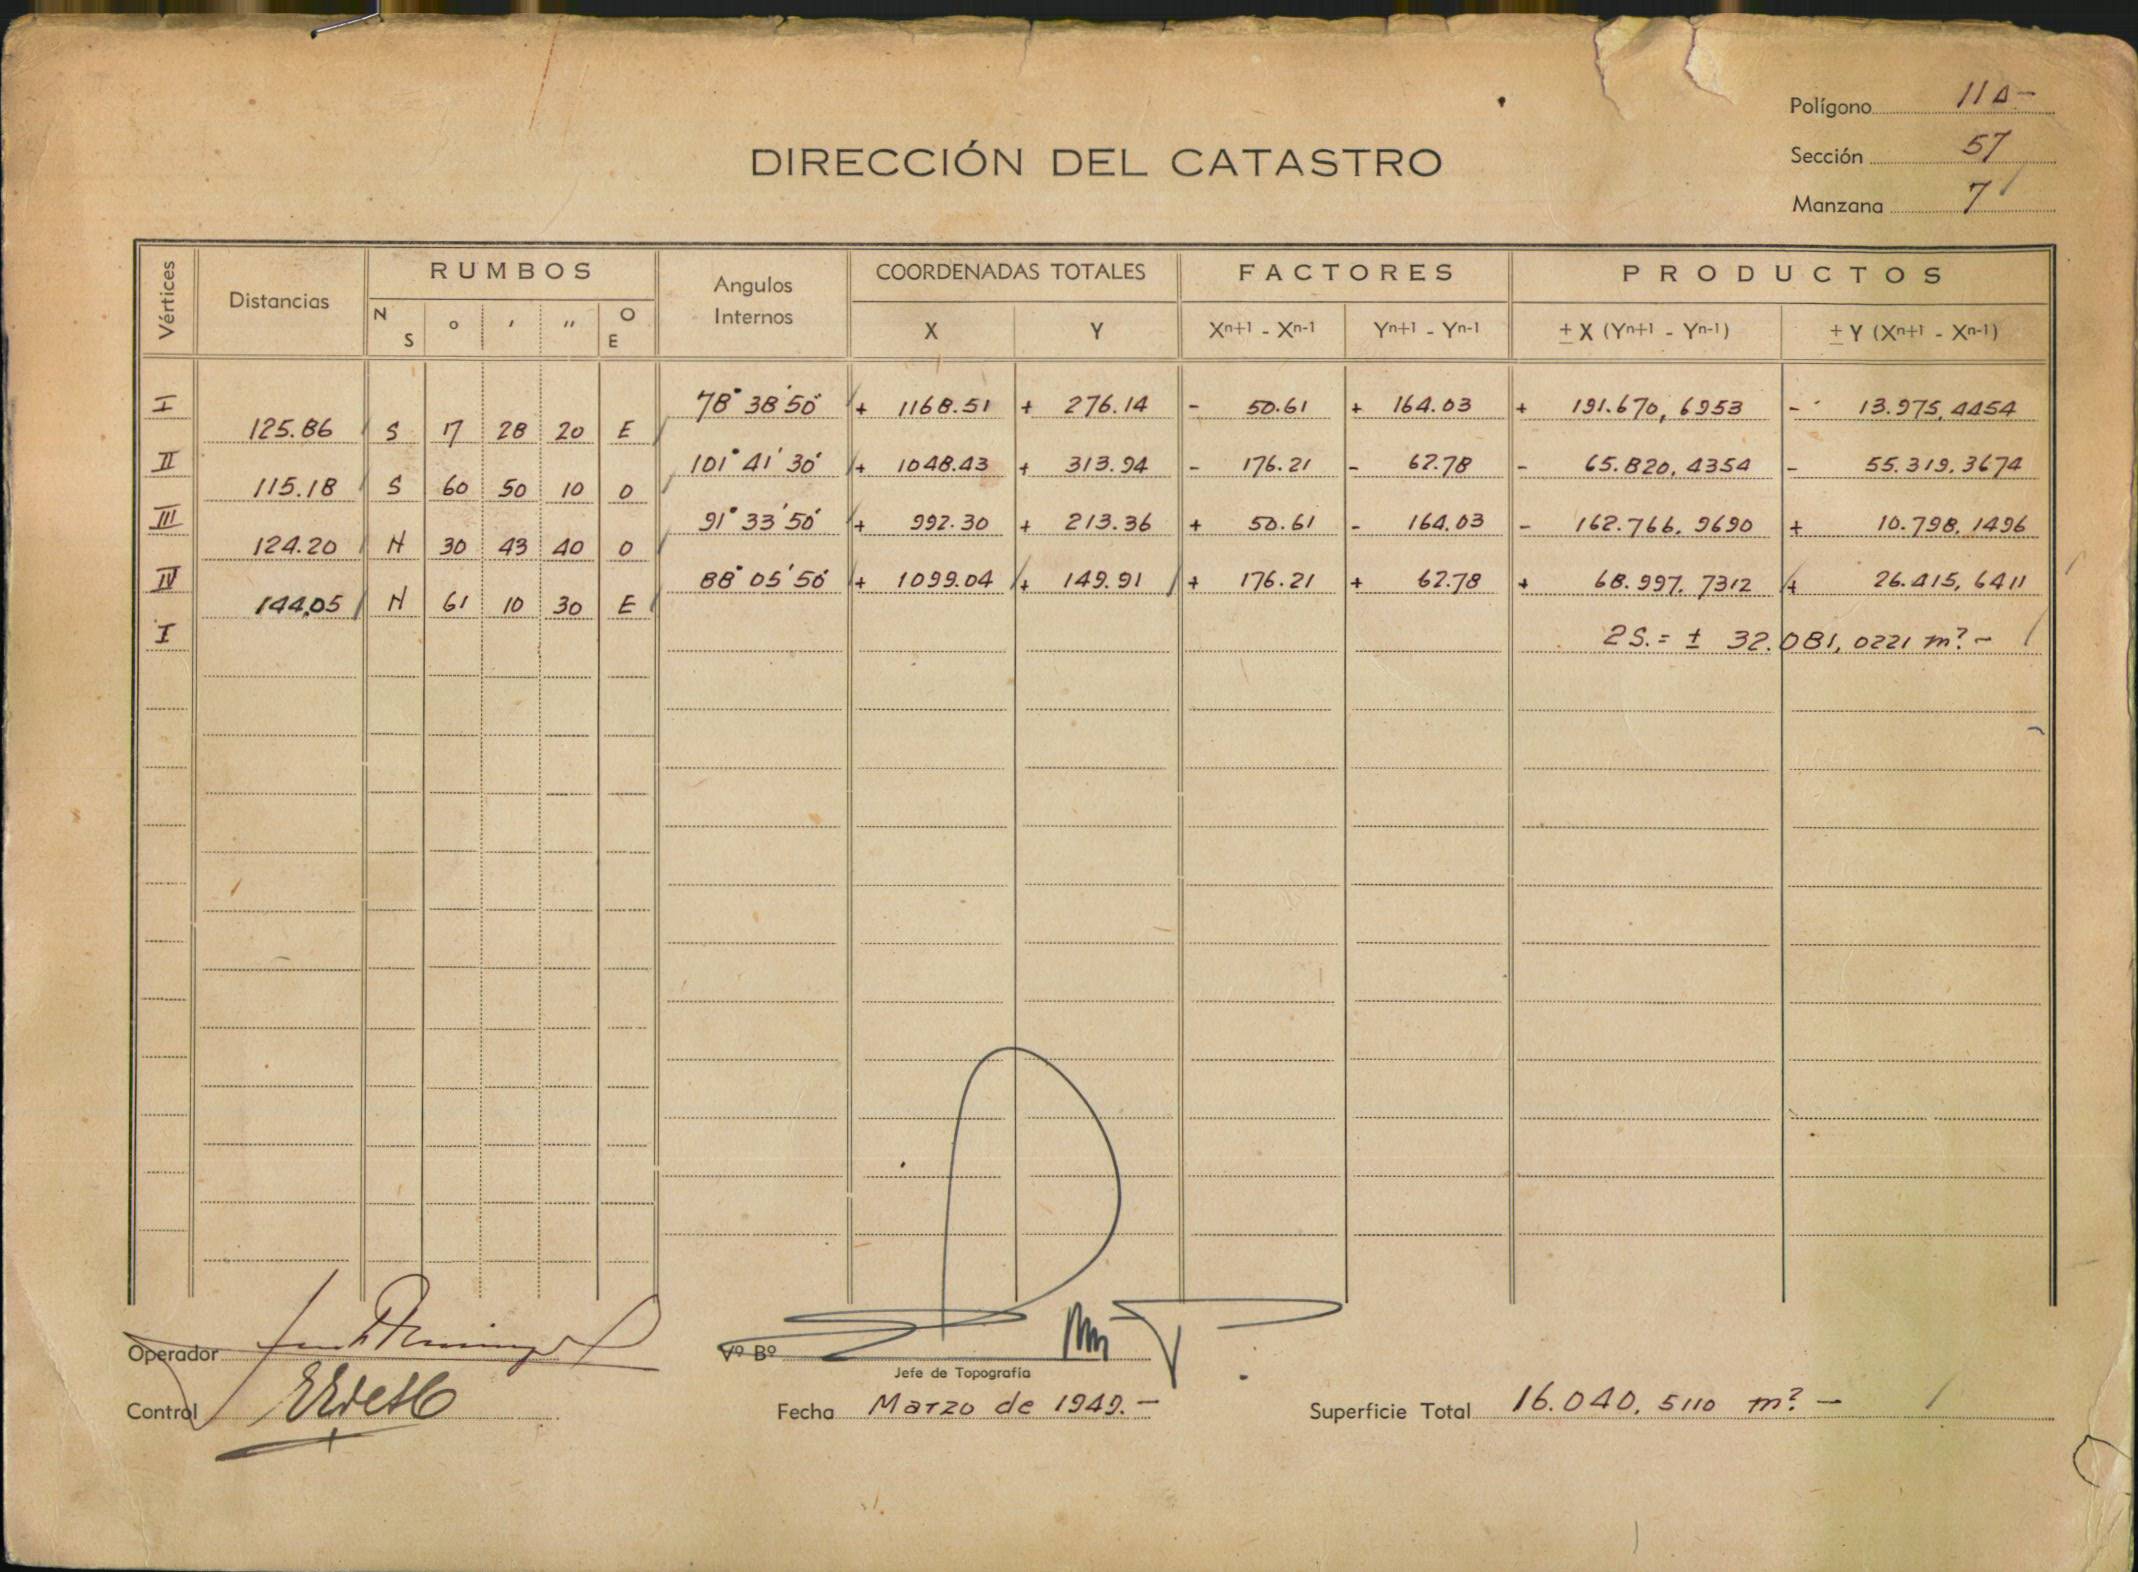 Polígono 11A-
Sección 57
Manzana 7
DIRECCIÓN DEL CATASTRO
Vértices Distancias RUMBOS Angulos Internos COORDENADAS TOTALES FACTORES PRODUCTOS
N S ° ' " O E X Y Xn+1 - Xn-1 Yn+1 - Yn-1 ± X (Yn+1 - Yn-1) ± Y (Xn+1 - Xn-1)
I 78° 38' 50" + 1168.51 + 276.14 - 50.61 + 164.03 + 191.670,6953 - 13.975,4454
125.86 S 17 28 20 E
II 101° 41' 30" + 1048.43 + 313.94 - 176.21 - 62.78 - 65.820,4354 - 55.319.3674
115.18 S 60 50 10 O
III 91° 33' 50" + 992.30 + 213.36 + 50.61 - 164.03 - 162.766.9690 + 10.798,1496
124.20 N 30 43 40 O
IV 88° 05' 50" + 1099.04 + 149.91 + 176.21 + 62.78 + 68.997.7312 + 26.415,6411
144,05 N 61 10 30 E
I 2S.= ± 32.081,0221 m² -
Operador
Vº Bº
Jefe de Topografía
Control
Fecha Marzo de 1949.-
Superficie Total 16.040,5110 m² -